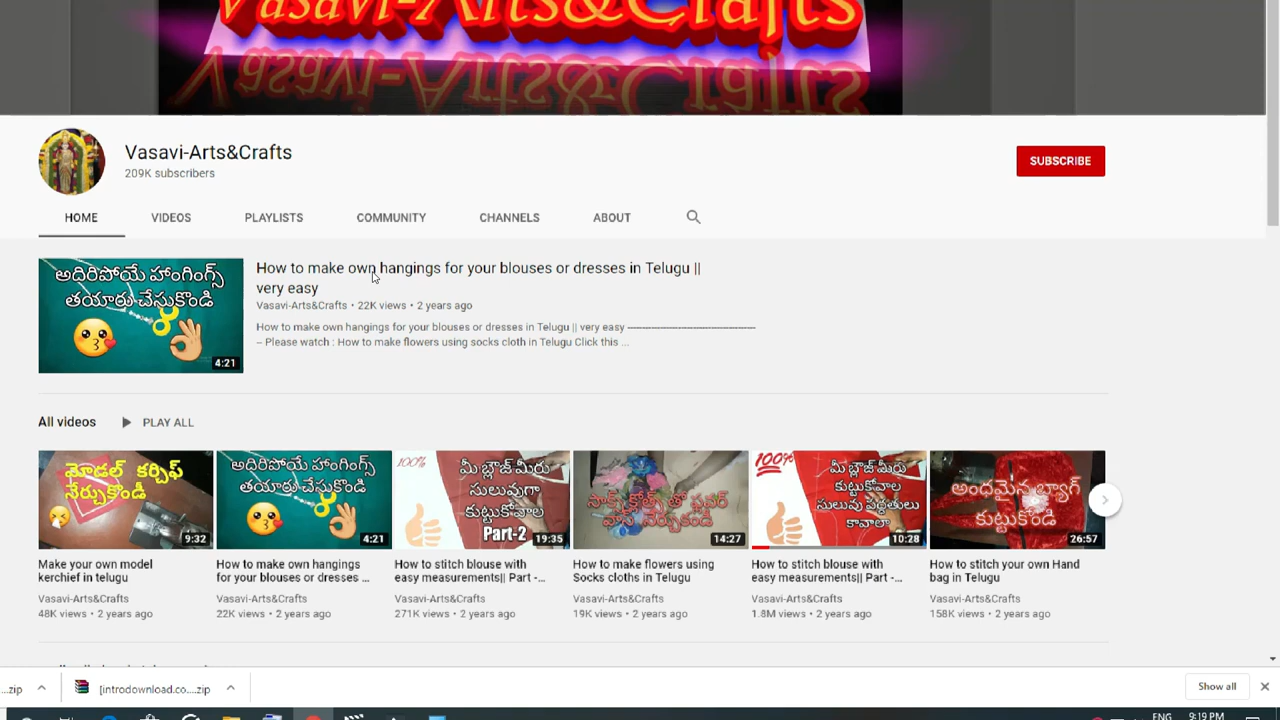 Vasavi-Arts&Crafts
Vasavi-Arts&Crafts
209K subscribers
SUBSCRIBE
HOME VIDEOS PLAYLISTS COMMUNITY CHANNELS ABOUT
అదిరిపోయే హాంగింగ్స్
తయారు చేస్తుకొండి
4:21
How to make own hangings for your blouses or dresses in Telugu ||
very easy
Vasavi-Arts&Crafts • 22K views • 2 years ago
How to make own hangings for your blouses or dresses in Telugu || very easy ----------------------------------------
-- Please watch : How to make flowers using socks cloth in Telugu Click this ...
All videos PLAY ALL
మోడల్ కర్చిఫ్
నేర్చుకొండీ
9:32
అదిరిపోయే హాంగింగ్స్
తయారు చేస్తుకొండి
4:21
100%
మీ బ్లౌజ్ మీరు
సులువుగా
కుట్టుకోవాల
Part-2
19:35
14:27
100
మీ బ్లౌజ్ మీరు
కుట్టుకోవాల
సులువు పద్ధతులు
కావాలా
10:28
అందమైన బ్యాగ్
కుట్టుకోండి
26:57
Make your own model
kerchief in telugu
Vasavi-Arts&Crafts
48K views • 2 years ago
How to make own hangings
for your blouses or dresses ...
Vasavi-Arts&Crafts
22K views • 2 years ago
How to stitch blouse with
easy measurements|| Part -...
Vasavi-Arts&Crafts
271K views • 2 years ago
How to make flowers using
Socks cloths in Telugu
Vasavi-Arts&Crafts
19K views • 2 years ago
How to stitch blouse with
easy measurements|| Part -...
Vasavi-Arts&Crafts
1.8M views • 2 years ago
How to stitch your own Hand
bag in Telugu
Vasavi-Arts&Crafts
158K views • 2 years ago
...zip
[introdownload.co....zip
Show all
ENG 9:19 PM